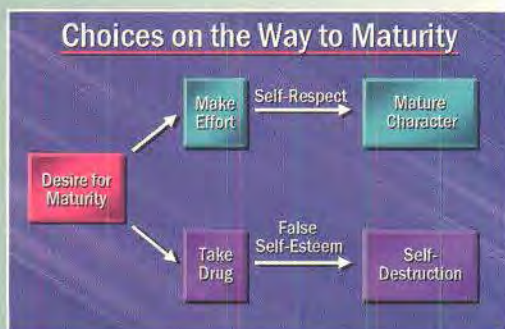 Choices on the Way to Maturity
Make
Effort
Self-Respect
Mature
Character
Desire for
Maturity
Take
Drug
False
Self-Esteem
Self-
Destruction